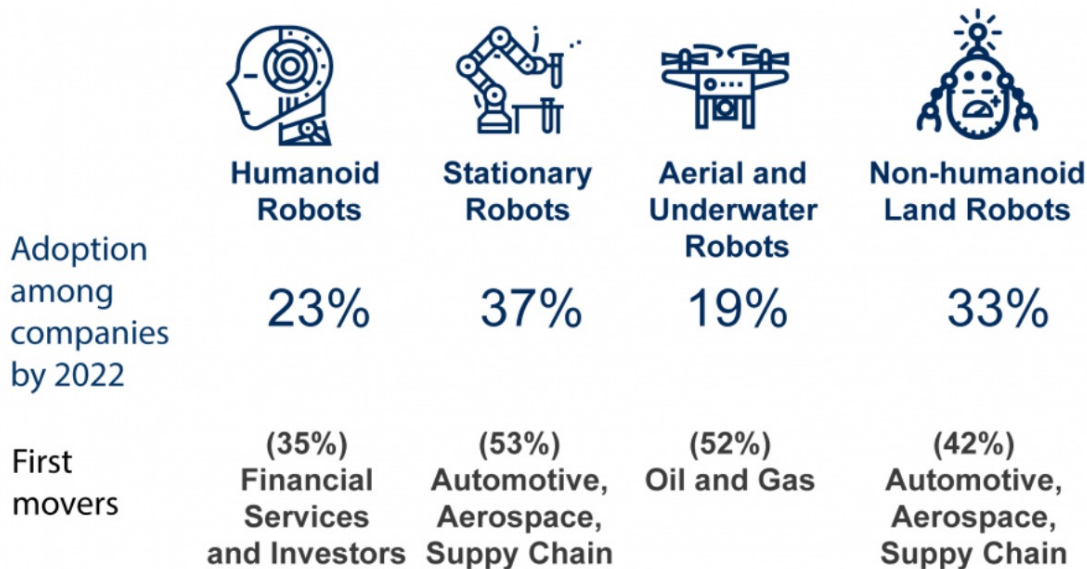 Humanoid
Robots
Stationary
Robots
Aerial and
Underwater
Robots
Non-humanoid
Land Robots
Adoption
among
companies
by 2022
23%
37%
19%
33%
First
movers
(35%)
Financial
Services
and Investors
(53%)
Automotive,
Aerospace,
Suppy Chain
(52%)
Oil and Gas
(42%)
Automotive,
Aerospace,
Suppy Chain